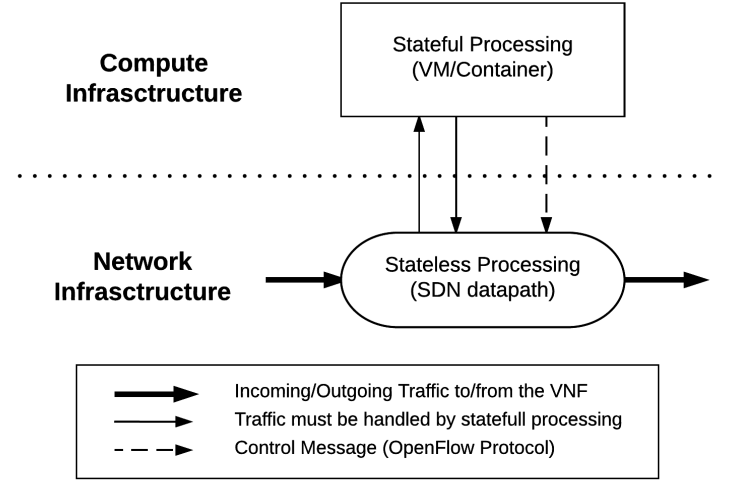 Stateful Processing
(VM/Container)
Compute
Infrasctructure
Network
Infrasctructure
Stateless Processing
(SDN datapath)
Incoming/Outgoing Traffic to/from the VNF
Traffic must be handled by statefull processing
Control Message (OpenFlow Protocol)